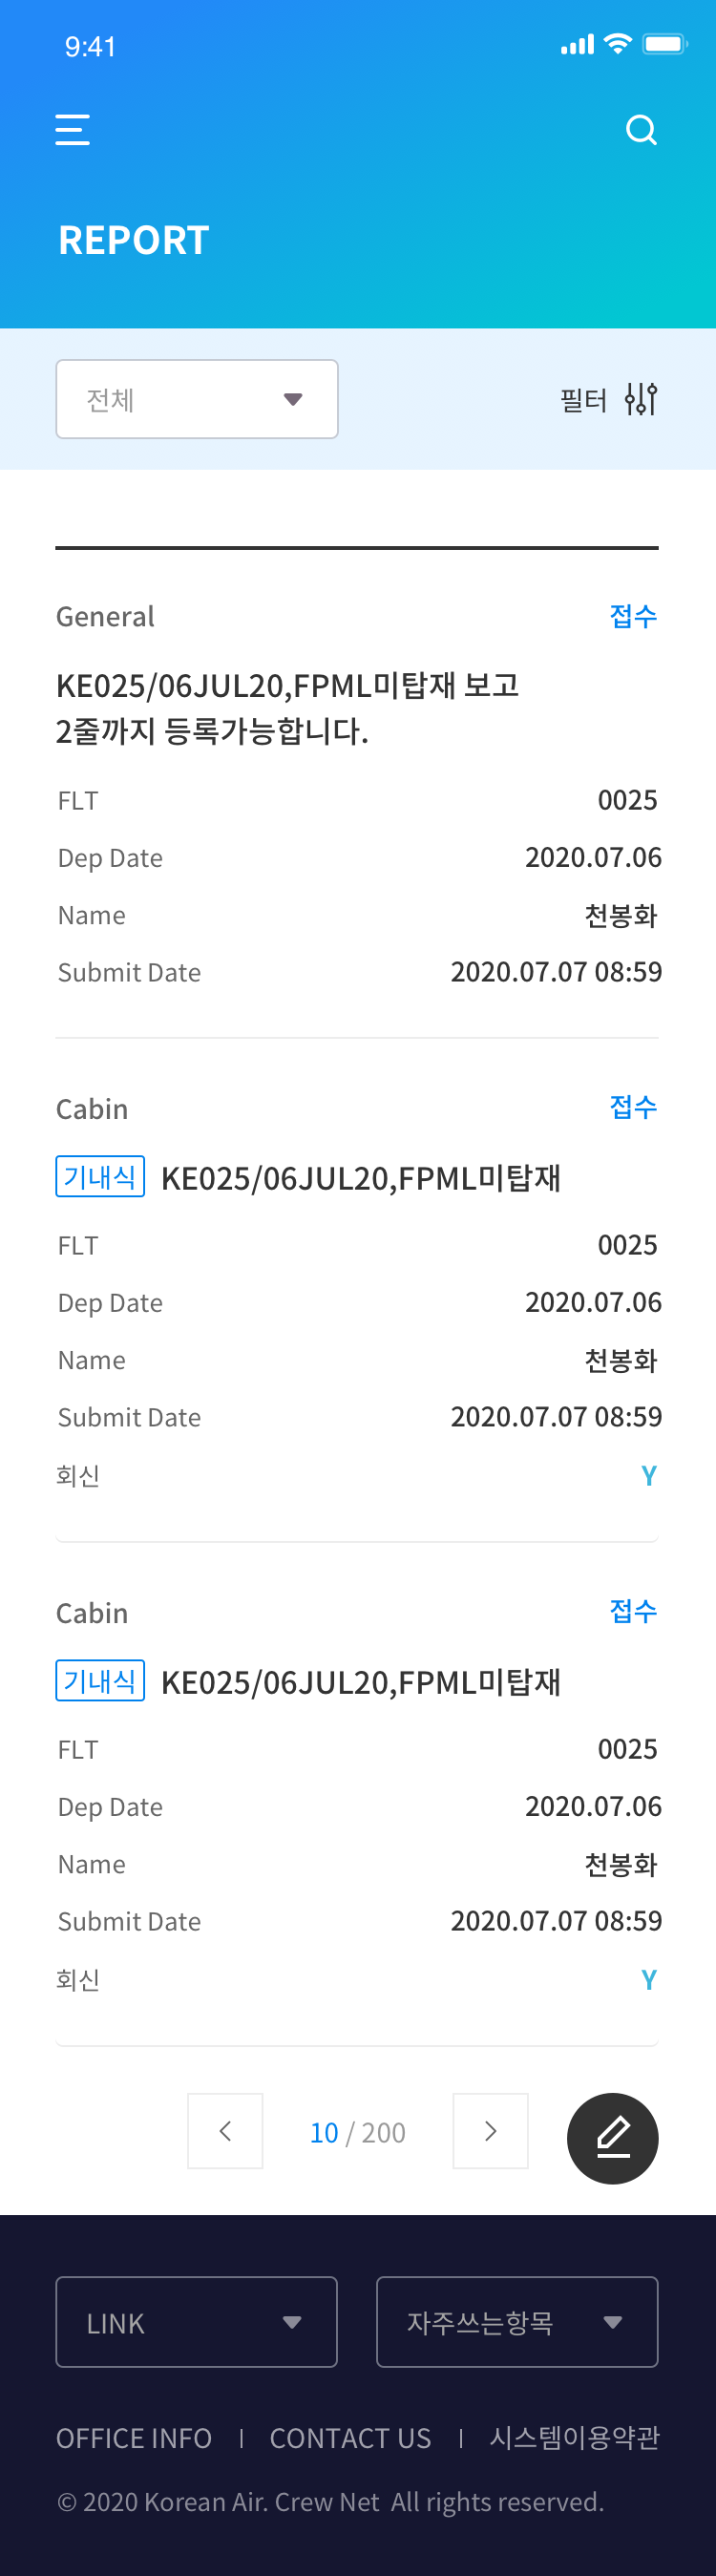 9:41
REPORT
전체
필터
General 접수
KE025/06JUL20,FPML미탑재 보고
2줄까지 등록가능합니다.
FLT 0025
Dep Date 2020.07.06
Name 천봉화
Submit Date 2020.07.07 08:59
Cabin 접수
기내식 KE025/06JUL20,FPML미탑재
FLT 0025
Dep Date 2020.07.06
Name 천봉화
Submit Date 2020.07.07 08:59
회신 Y
Cabin 접수
기내식 KE025/06JUL20,FPML미탑재
FLT 0025
Dep Date 2020.07.06
Name 천봉화
Submit Date 2020.07.07 08:59
회신 Y
10 / 200
LINK 자주쓰는항목
OFFICE INFO | CONTACT US | 시스템이용약관
© 2020 Korean Air. Crew Net All rights reserved.